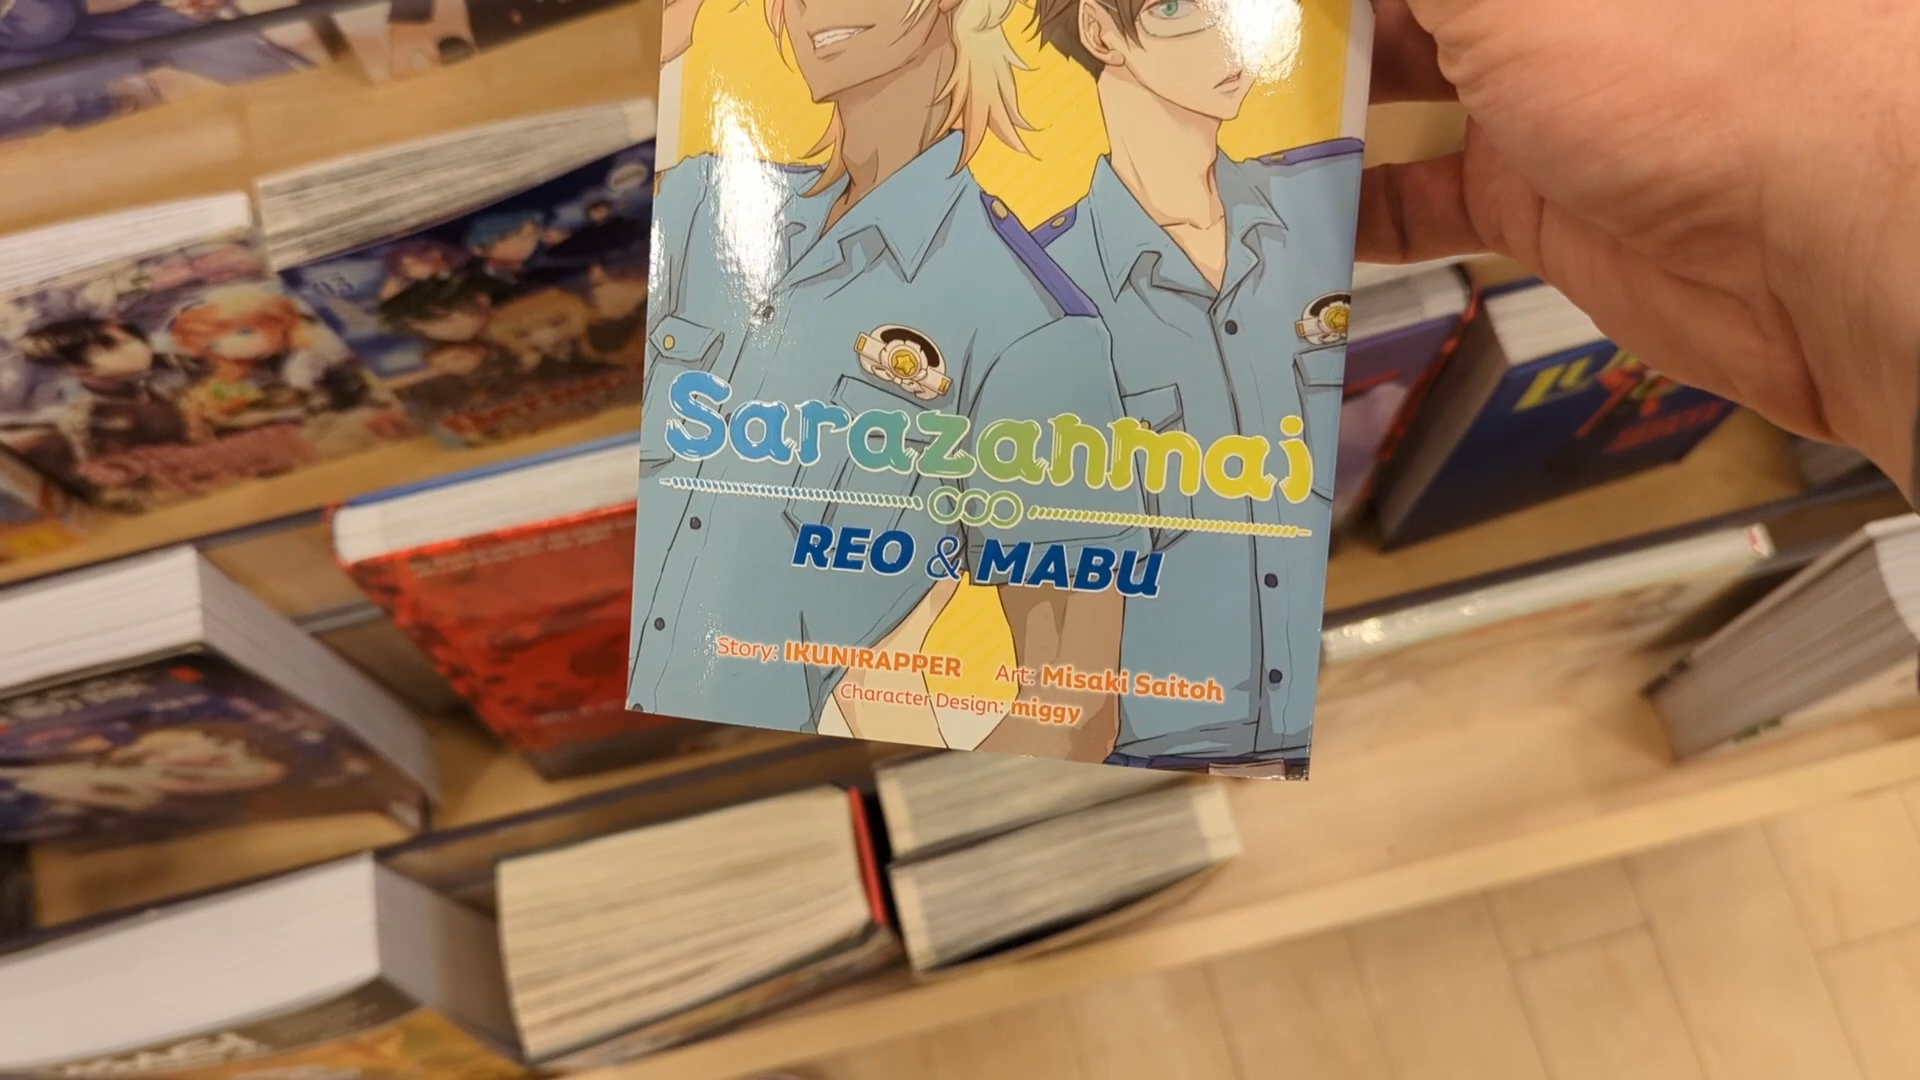 Sarazanmai
REO & MABU
Story: IKUNIRAPPER Art: Misaki Saitoh
Character Design: miggy